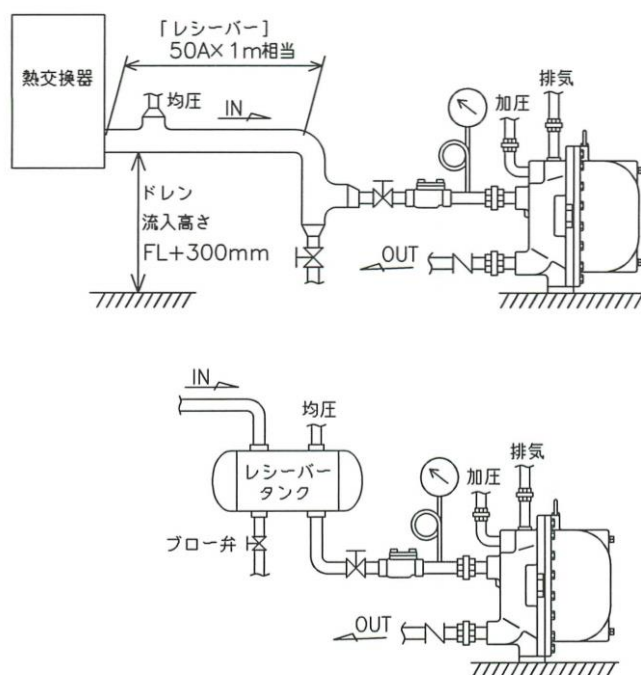 [レシーバー]
50A×1m相当
熱交換器
均圧
IN
排気
加圧
ドレン
流入高さ
FL+300mm
OUT
IN
均圧
レシーバー
タンク
排気
加圧
ブロー弁
OUT